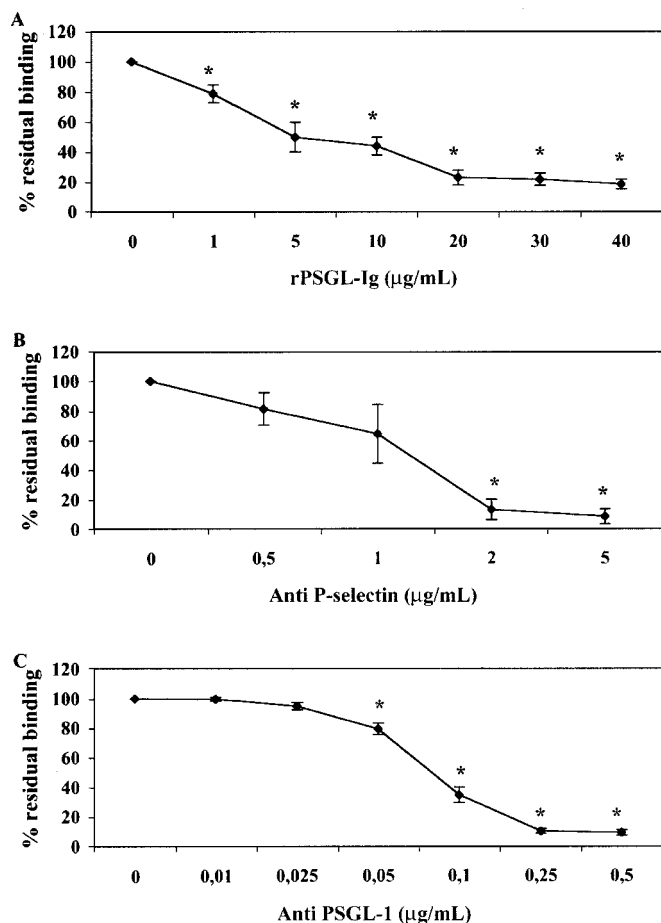 A
120
100
80
60
40
20
0
% residual binding
* * * * * *
0 1 5 10 20 30 40
rPSGL-Ig (μg/mL)
B
120
100
80
60
40
20
0
% residual binding
* *
0 0,5 1 2 5
Anti P-selectin (μg/mL)
C
120
100
80
60
40
20
0
% residual binding
* * * *
0 0,01 0,025 0,05 0,1 0,25 0,5
Anti PSGL-1 (μg/mL)